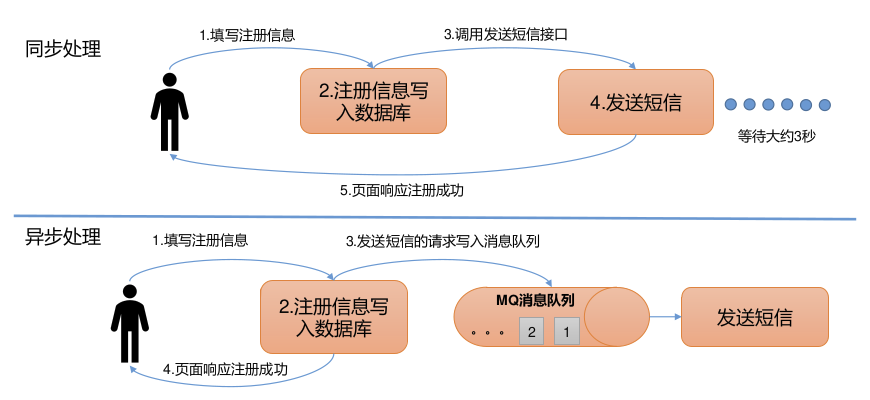 同步处理
1.填写注册信息
3.调用发送短信接口
2.注册信息写
入数据库
4.发送短信
等待大约3秒
5.页面响应注册成功
异步处理
1.填写注册信息
3.发送短信的请求写入消息队列
2.注册信息写
入数据库
MQ消息队列
。。。 2 1
发送短信
4.页面响应注册成功